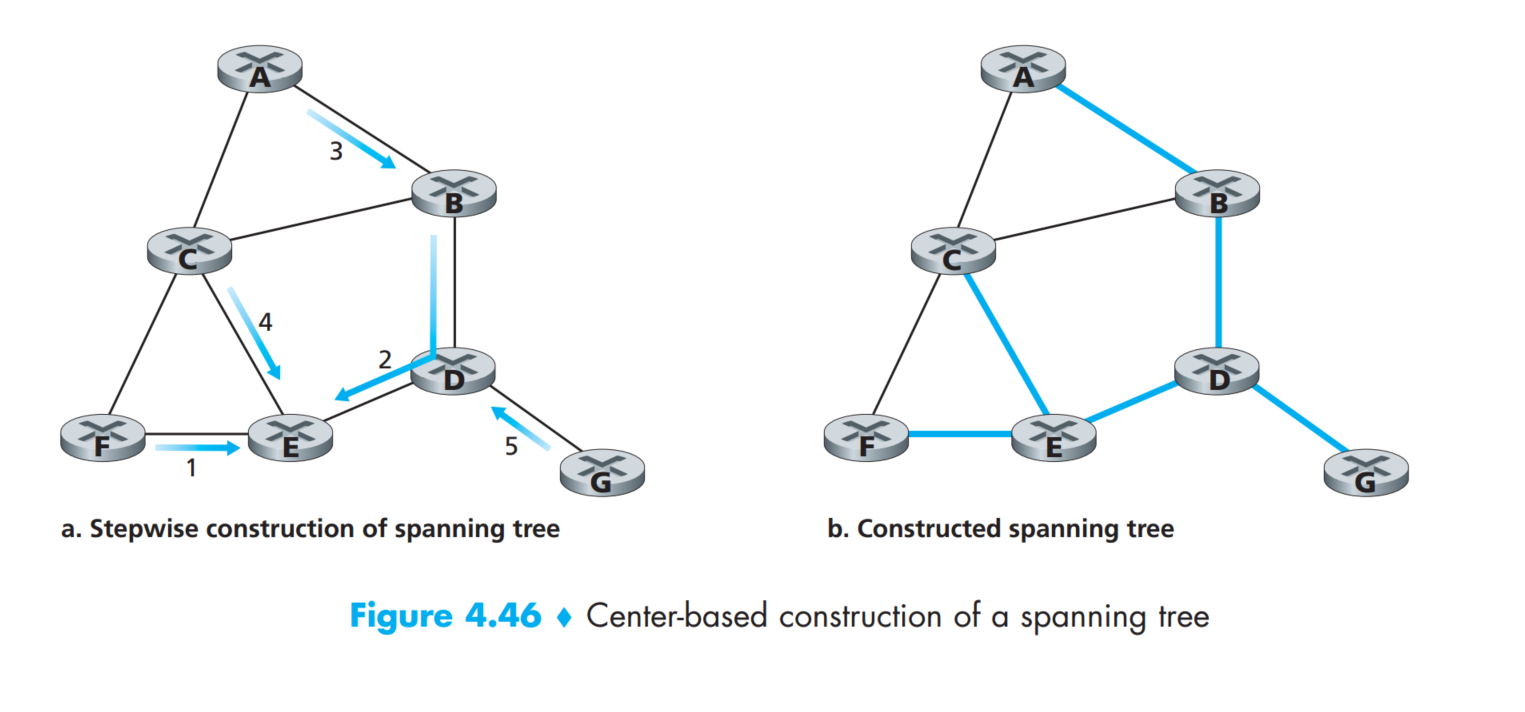 A
3
B
C
4
2
D
F
E
1
5
G
a. Stepwise construction of spanning tree
A
B
C
D
F
E
G
b. Constructed spanning tree
Figure 4.46 ♦ Center-based construction of a spanning tree